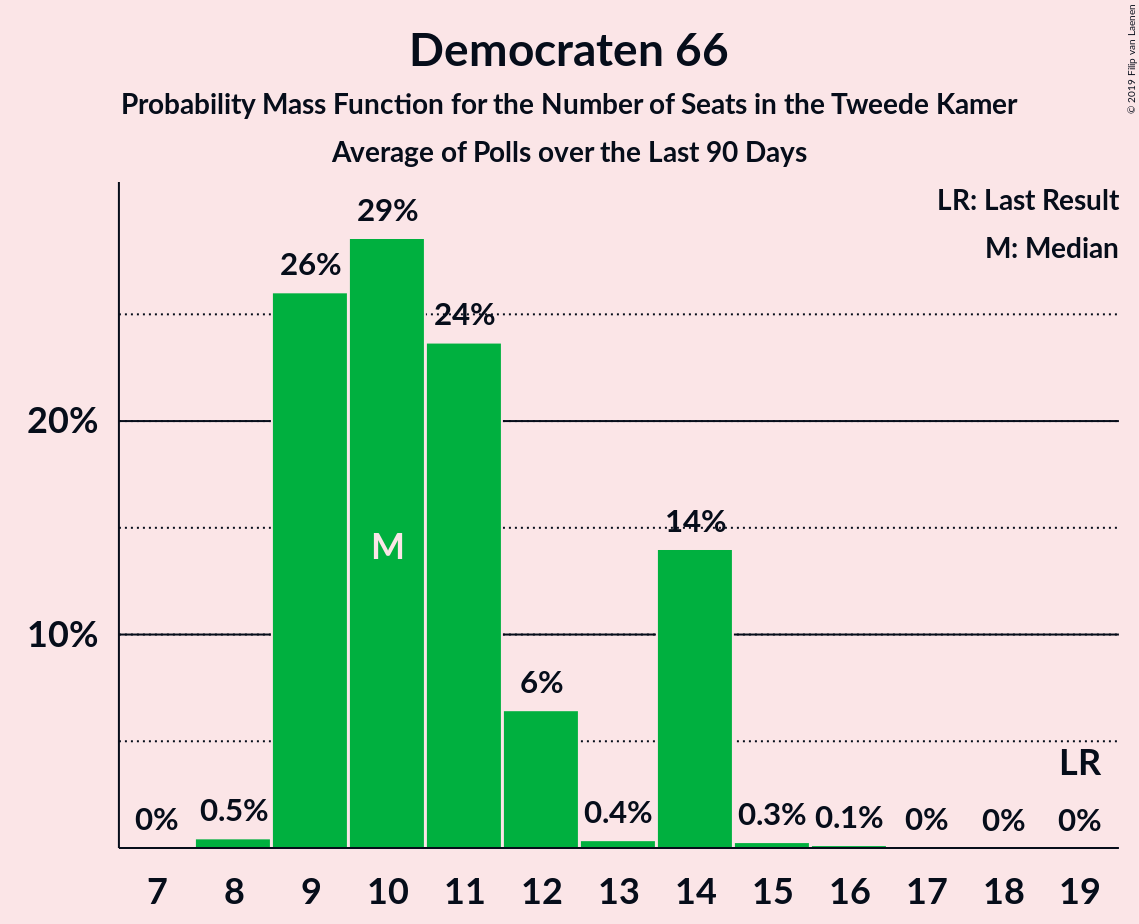 Democraten 66
Probability Mass Function for the Number of Seats in the Tweede Kamer
Average of Polls over the Last 90 Days
© 2019 Filip van Laenen
LR: Last Result
M: Median
29%
26%
24%
20%
14%
M
10%
6%
LR
0%
0.5%
0.4%
0.3%
0.1%
0%
0%
0%
7 8 9 10 11 12 13 14 15 16 17 18 19